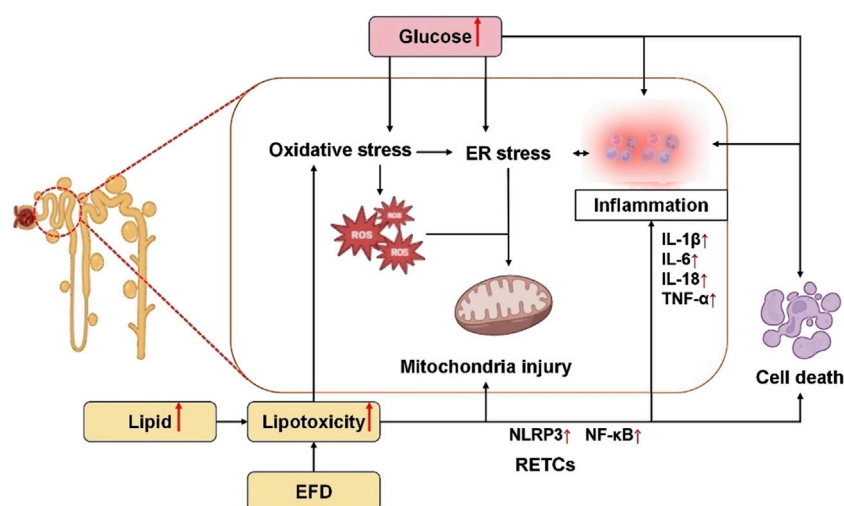 Glucose
Oxidative stress
ER stress
ROS
ROS
ROS
Inflammation
IL-1β↑
IL-6↑
IL-18↑
TNF-α↑
Mitochondria injury
Cell death
Lipid
Lipotoxicity
NLRP3↑ NF-κB↑
RETCs
EFD